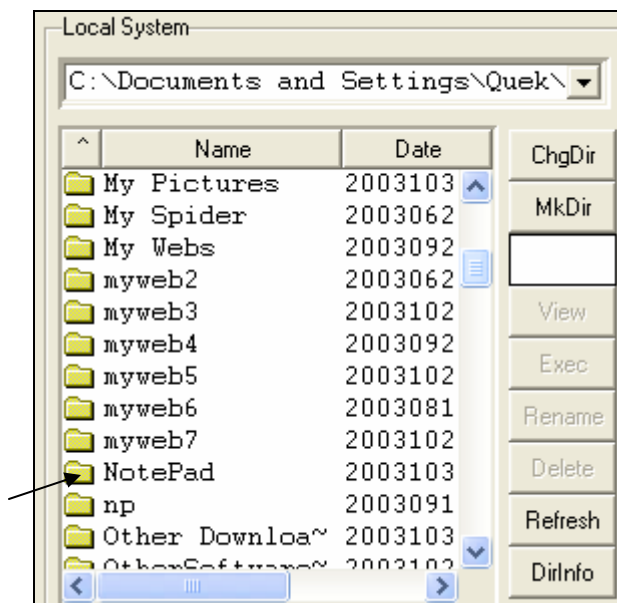 Local System
C:\Documents and Settings\Quek\
^ Name Date
My Pictures 2003103
My Spider 2003062
My Webs 2003092
myweb2 2003062
myweb3 2003102
myweb4 2003092
myweb5 2003102
myweb6 2003081
myweb7 2003102
NotePad 2003103
np 2003091
Other Downloa~ 2003103
OtherSoftware~ 2003102
ChgDir
MkDir
View
Exec
Rename
Delete
Refresh
DirInfo